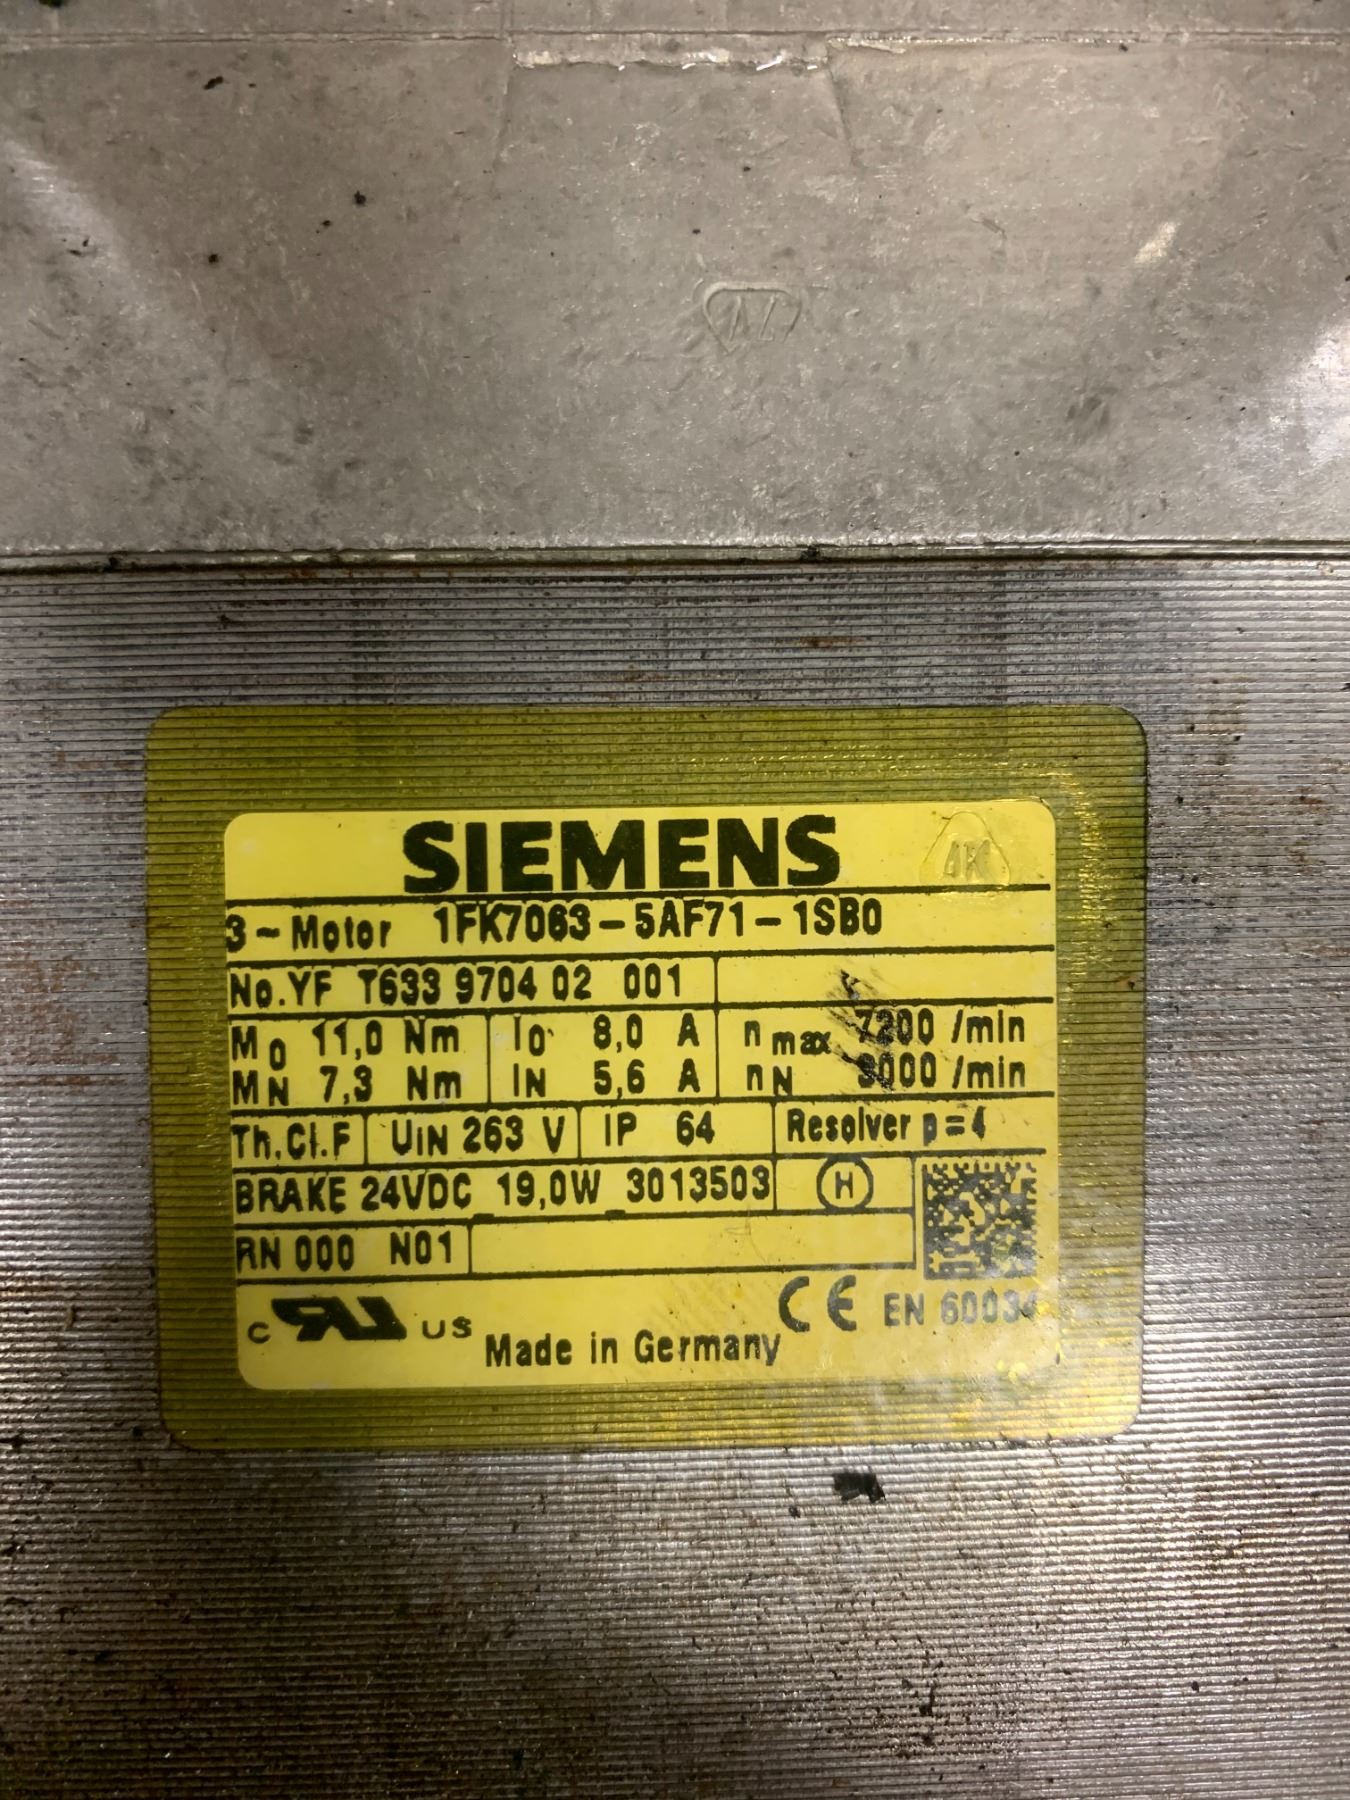 SIEMENS
3~Motor 1FK7063-5AF71-1SB0
No.YF T633 9704 02 001
M0 11,0 Nm I0 8,0 A nmax 7200 /min
MN 7,3 Nm IN 5,6 A nN 3000 /min
Th.Cl.F UIN 263 V IP 64 Resolver p=4
BRAKE 24VDC 19,0W 3013503 H
RN 000 N01
C US CE EN 60034
Made in Germany